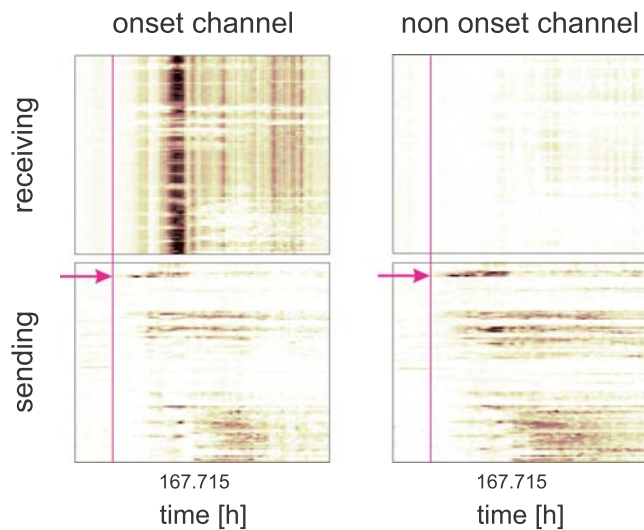 onset channel
non onset channel
receiving
sending
167.715
167.715
time [h]
time [h]